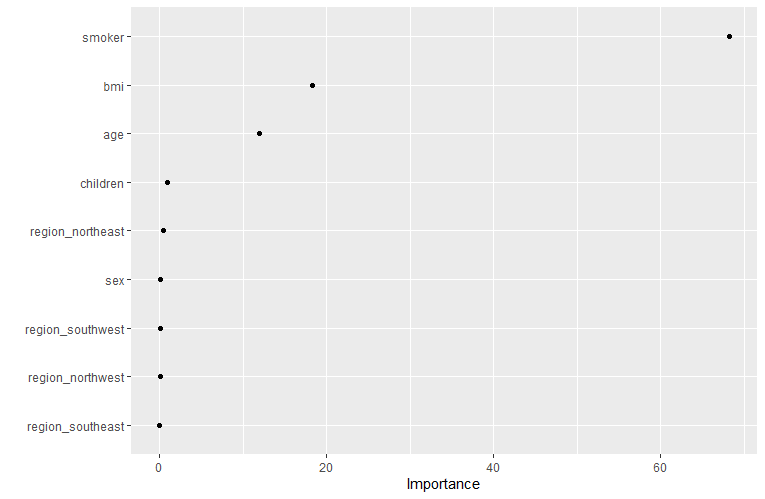 smoker
bmi
age
children
region_northeast
sex
region_southwest
region_northwest
region_southeast
0 20 40 60
Importance